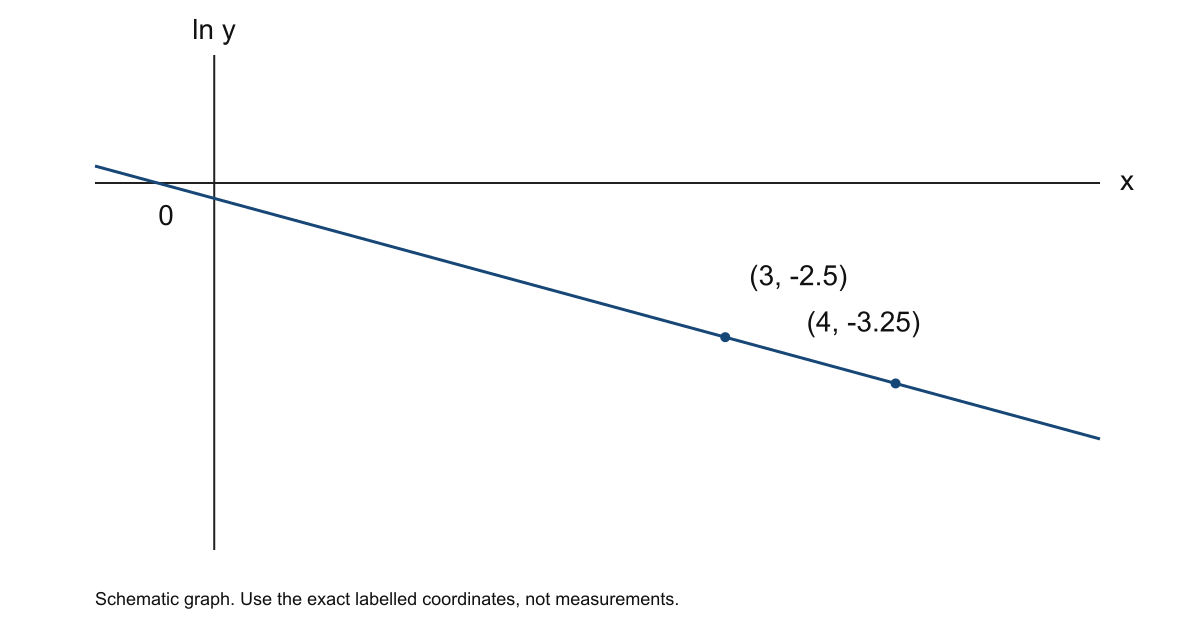 ln y
x
0
(3, -2.5)
(4, -3.25)
Schematic graph. Use the exact labelled coordinates, not measurements.